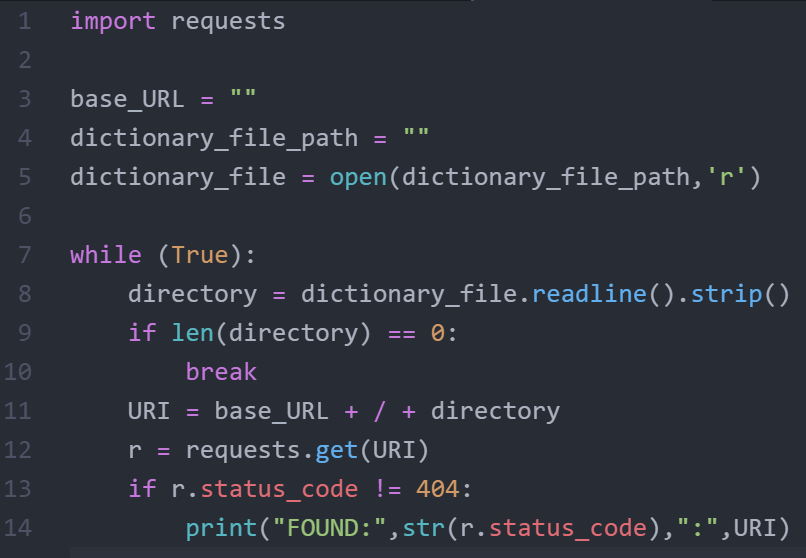 1 import requests
2
3 base_URL = ""
4 dictionary_file_path = ""
5 dictionary_file = open(dictionary_file_path,'r')
6
7 while (True):
8     directory = dictionary_file.readline().strip()
9     if len(directory) == 0:
10         break
11     URI = base_URL + / + directory
12     r = requests.get(URI)
13     if r.status_code != 404:
14         print("FOUND:",str(r.status_code),":",URI)